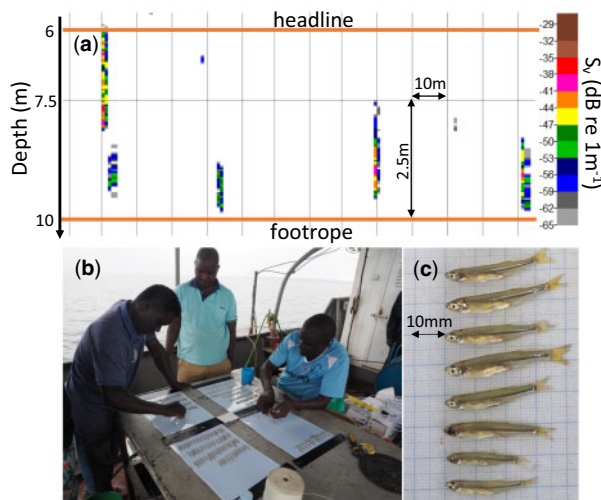 headline
6
(a)
10m
7.5
2.5m
10
footrope
Depth (m)
-29
-32
-35
-38
-41
-44
-47
-50
-53
-56
-59
-62
-65
Sv (dB re 1m-1)
(b)
(c)
10mm